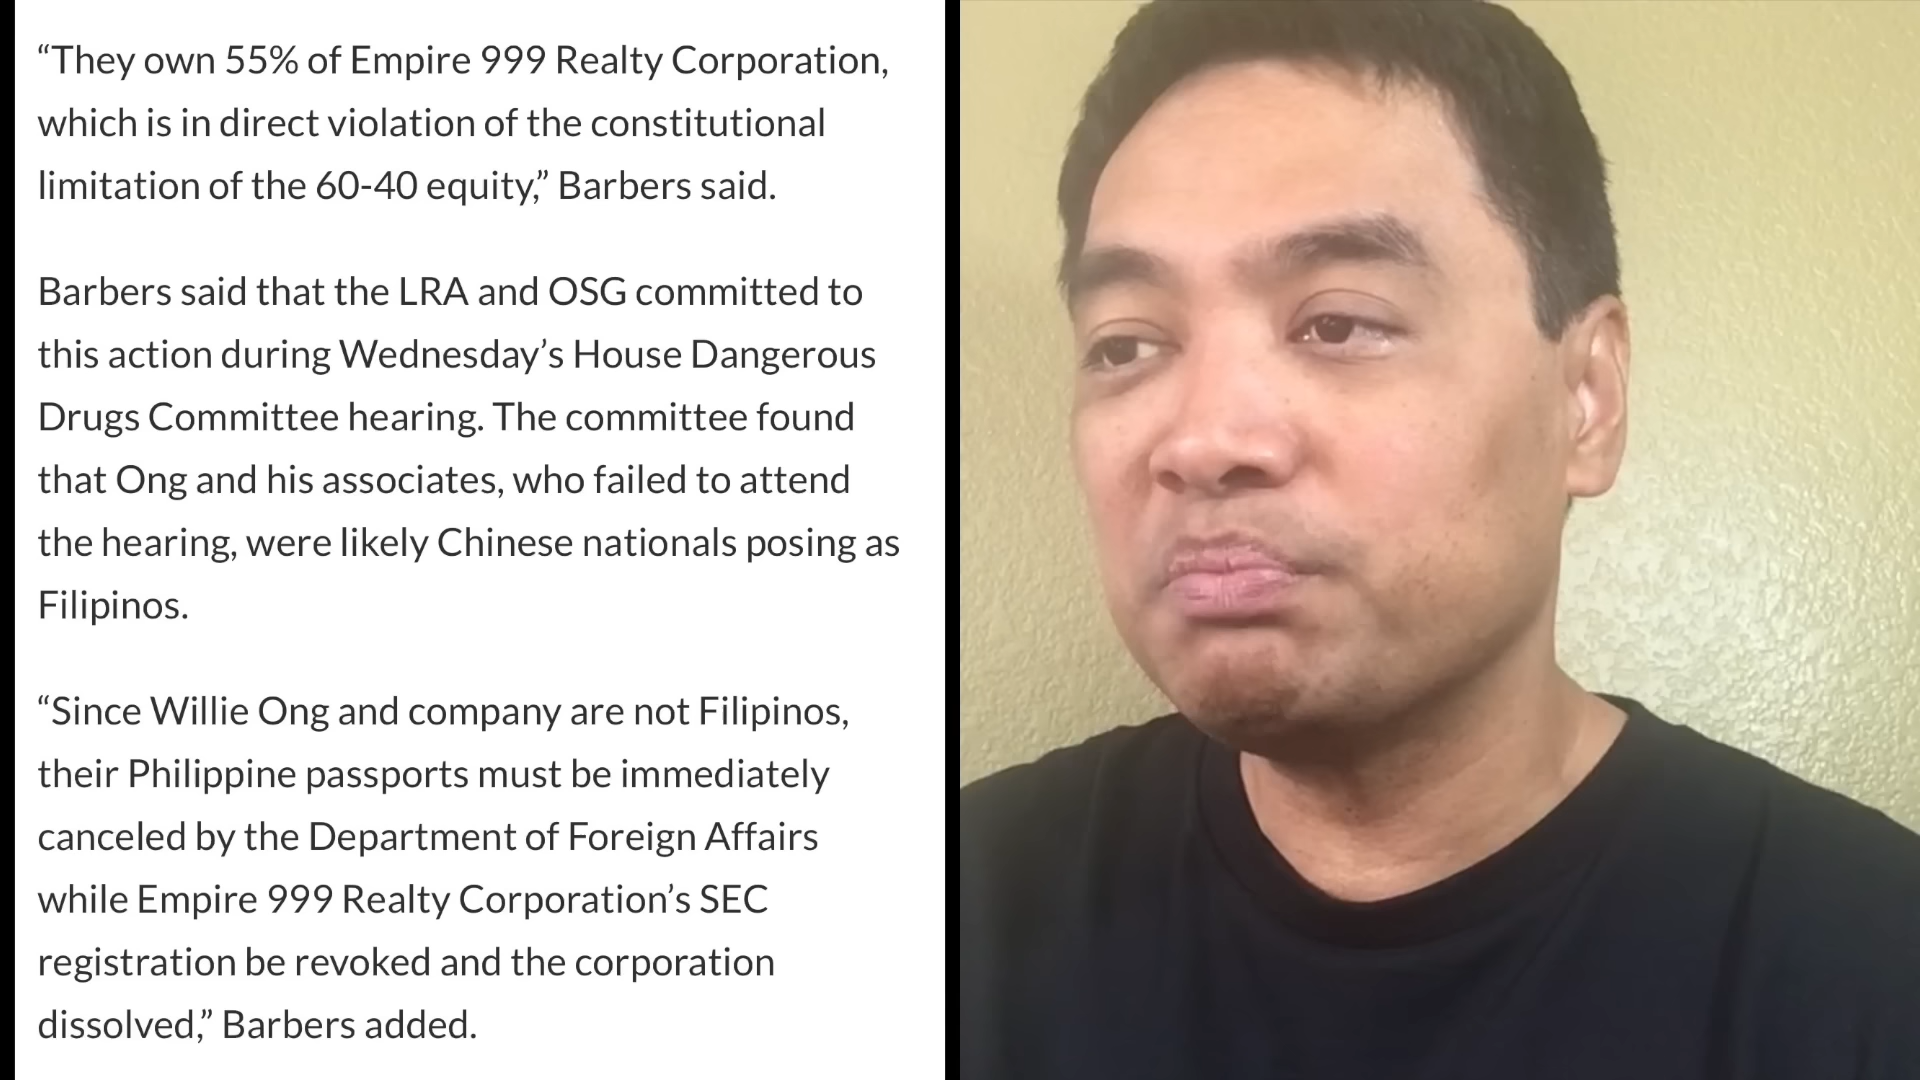 “They own 55% of Empire 999 Realty Corporation,
which is in direct violation of the constitutional
limitation of the 60-40 equity,” Barbers said.
Barbers said that the LRA and OSG committed to
this action during Wednesday’s House Dangerous
Drugs Committee hearing. The committee found
that Ong and his associates, who failed to attend
the hearing, were likely Chinese nationals posing as
Filipinos.
“Since Willie Ong and company are not Filipinos,
their Philippine passports must be immediately
canceled by the Department of Foreign Affairs
while Empire 999 Realty Corporation’s SEC
registration be revoked and the corporation
dissolved,” Barbers added.